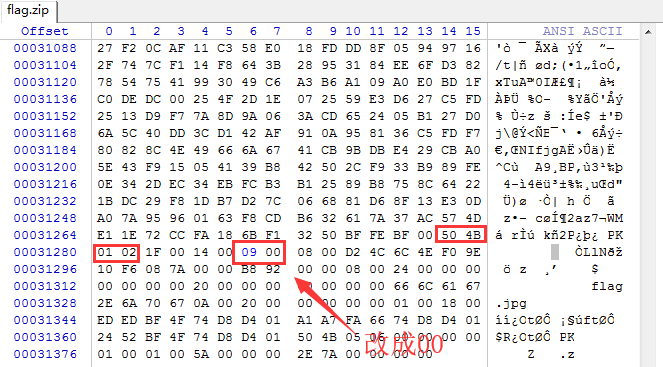 flag.zip
Offset 0 1 2 3 4 5 6 7 8 9 10 11 12 13 14 15 ANSI ASCII
00031088 27 F2 0C AF 11 C3 58 E0 18 FD DD 8F 05 94 97 16 'ò ¯ ÃXà ýÝ ”—
00031104 2F 74 7C F1 14 F8 64 3B 28 95 31 84 EE 6F D3 82 /t|ñ ød;(•1„îoÓ‚
00031120 78 54 75 41 99 30 49 C6 A3 B6 A1 09 A0 E0 BD 1F xTuA™0IÆ£¶¡ à½
00031136 C0 DE DC 00 25 4F 2D 1E 07 25 59 E3 D6 27 C5 FD ÀÞÜ %O- %YãÖ'Åý
00031152 25 13 D9 F7 7A 8D 9A 06 3A CD 65 24 05 B1 27 D0
00031168 6A 5C 40 DD 3C D1 42 AF 91 0A 95 81 36 C5 FD F7
00031184 80 82 8C 4E 49 66 6A 67 41 CB 9B DB E4 29 CB A0
00031200 5E 43 F9 15 05 41 39 B8 42 50 2C F9 33 B9 89 FE
00031216 0E 34 2D EC 34 EB FC B3 B1 25 89 B8 75 8C 64 22
00031232 1B DC 29 F8 1D B7 D2 7C 06 68 81 D6 8F 13 E3 0D
00031248 A0 7A 95 96 01 63 F8 CD B6 32 61 7A 37 AC 57 4D
00031264 E1 1E 72 CC FA 18 6B F1 32 50 BF FE BF 00 50 4B á rÌú kñ2P¿þ¿ PK
00031280 01 02 1F 00 14 00 09 00 08 00 D2 4C 6C 4E F0 9E ÒLlNðž
00031296 10 F6 08 7A 00 00 B8 92 00 00 08 00 24 00 00 00 ö z ¸’ $
00031312 00 00 00 00 20 00 00 00 00 00 00 00 66 6C 61 67 flag
00031328 2E 6A 70 67 0A 00 20 00 00 00 00 00 01 00 18 00 .jpg
00031344 ED ED BF 4F 74 D8 D4 01 A1 A7 FA 66 74 D8 D4 01 íí¿OtØÔ ¡§úftØÔ
00031360 24 52 BF 4F 74 D8 D4 01 50 4B 05 06 00 00 00 00 $R¿OtØÔ PK
00031376 01 00 01 00 5A 00 00 00 2E 7A 00 00 00 00 Z .z
改成00